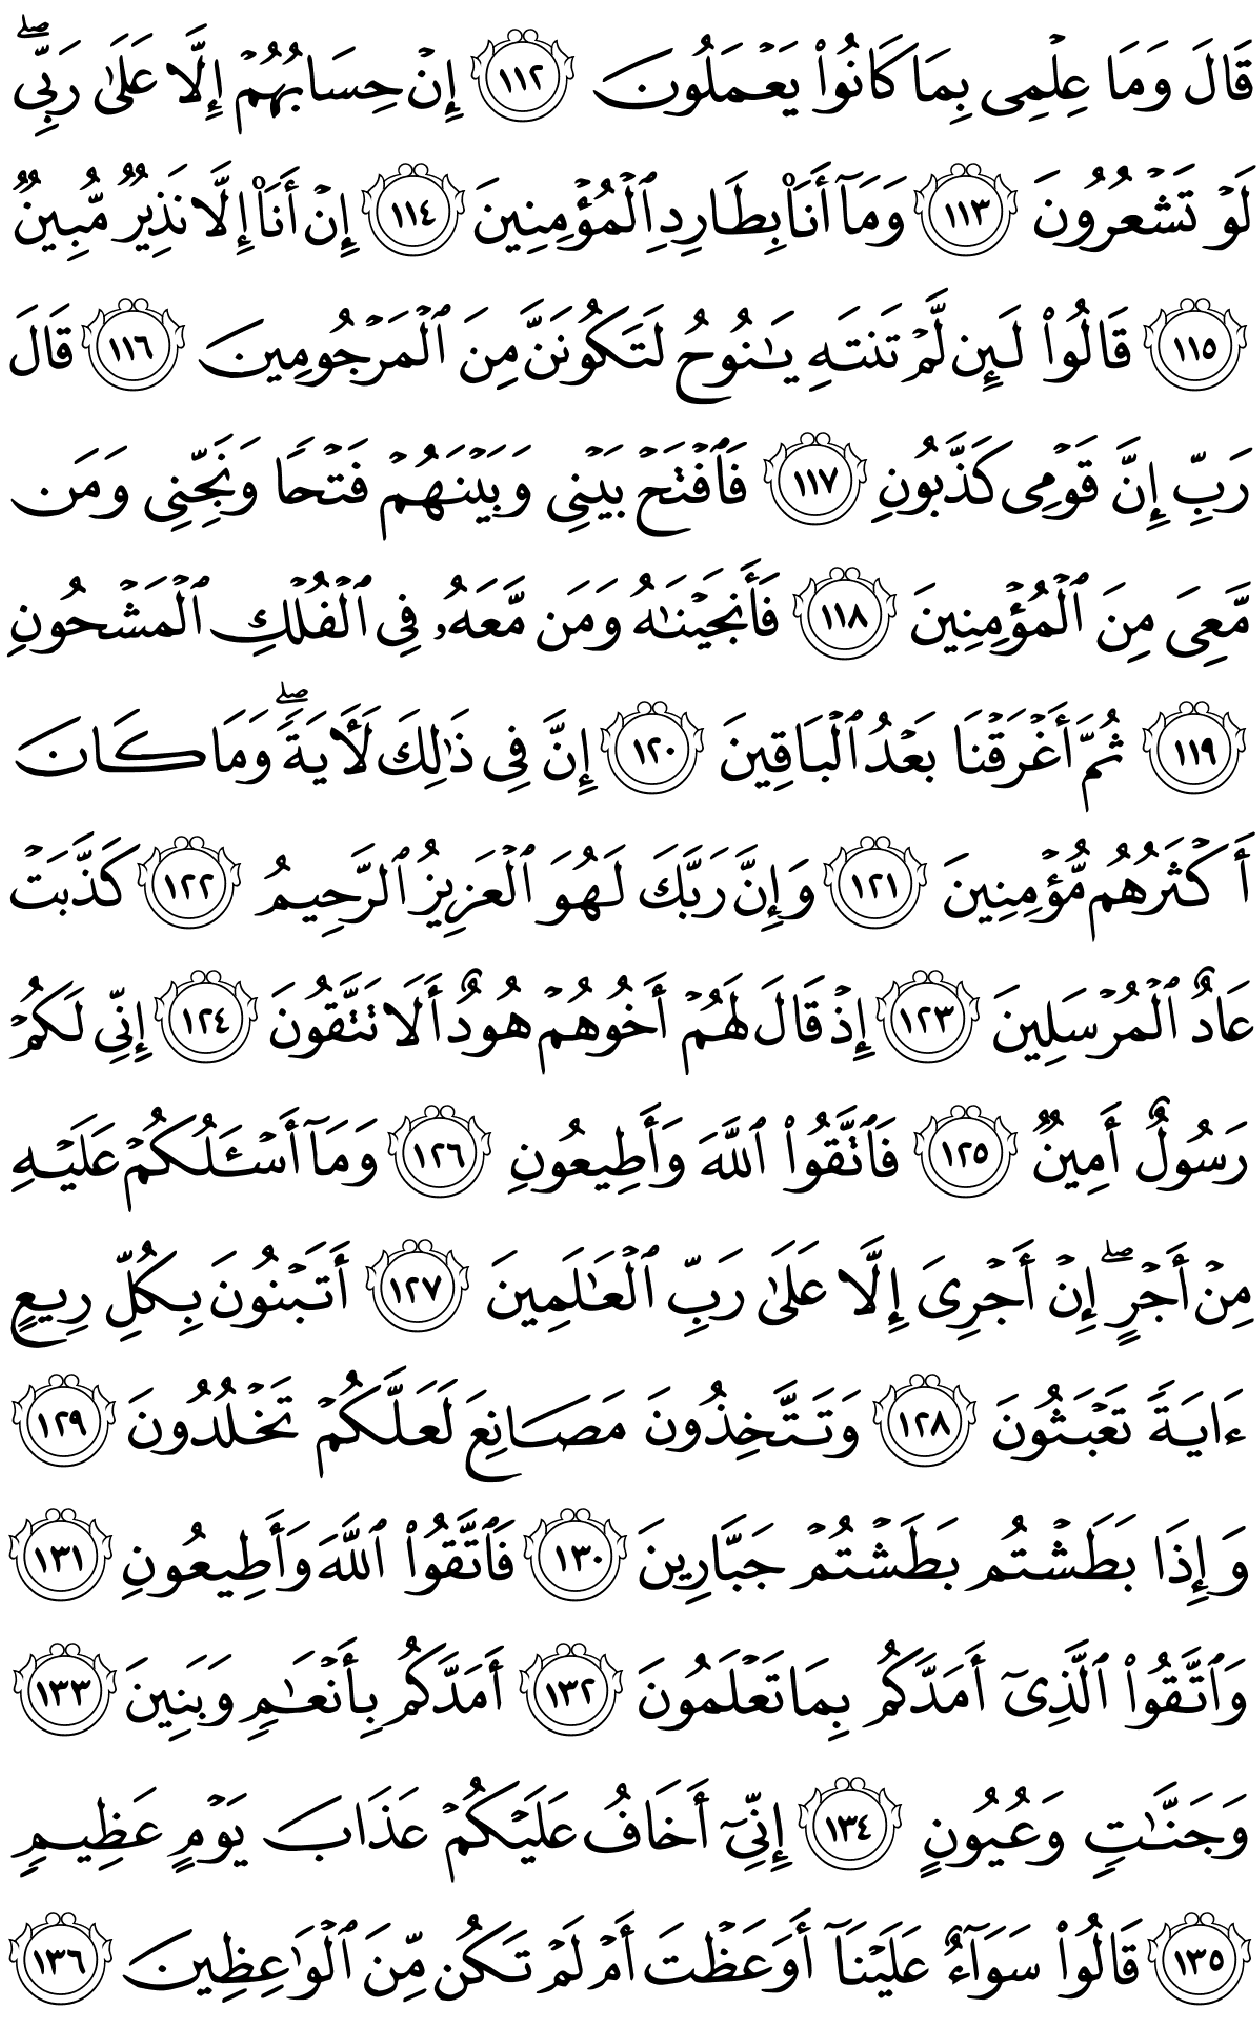 قَالَ وَمَا عِلۡمِي بِمَا كَانُواْ يَعۡمَلُونَ ١١٢ إِنۡ حِسَابُهُمۡ إِلَّا عَلَىٰ رَبِّيۖ
لَوۡ تَشۡعُرُونَ ١١٣ وَمَآ أَنَا۠ بِطَارِدِ ٱلۡمُؤۡمِنِينَ ١١٤ إِنۡ أَنَا۠ إِلَّا نَذِيرٞ مُّبِينٞ
١١٥ قَالُواْ لَئِن لَّمۡ تَنتَهِ يَٰنُوحُ لَتَكُونَنَّ مِنَ ٱلۡمَرۡجُومِينَ ١١٦ قَالَ
رَبِّ إِنَّ قَوۡمِي كَذَّبُونِ ١١٧ فَٱفۡتَحۡ بَيۡنِي وَبَيۡنَهُمۡ فَتۡحٗا وَنَجِّنِي وَمَن
مَّعِيَ مِنَ ٱلۡمُؤۡمِنِينَ ١١٨ فَأَنجَيۡنَٰهُ وَمَن مَّعَهُۥ فِي ٱلۡفُلۡكِ ٱلۡمَشۡحُونِ
١١٩ ثُمَّ أَغۡرَقۡنَا بَعۡدُ ٱلۡبَاقِينَ ١٢٠ إِنَّ فِي ذَٰلِكَ لَأٓيَةٗۖ وَمَا كَانَ
أَكۡثَرُهُم مُّؤۡمِنِينَ ١٢١ وَإِنَّ رَبَّكَ لَهُوَ ٱلۡعَزِيزُ ٱلرَّحِيمُ ١٢٢ كَذَّبَتۡ
عَادٌ ٱلۡمُرۡسَلِينَ ١٢٣ إِذۡ قَالَ لَهُمۡ أَخُوهُمۡ هُودٌ أَلَا تَتَّقُونَ ١٢٤ إِنِّي لَكُمۡ
رَسُولٌ أَمِينٞ ١٢٥ فَٱتَّقُواْ ٱللَّهَ وَأَطِيعُونِ ١٢٦ وَمَآ أَسۡـَٔلُكُمۡ عَلَيۡهِ
مِنۡ أَجۡرٍۖ إِنۡ أَجۡرِيَ إِلَّا عَلَىٰ رَبِّ ٱلۡعَٰلَمِينَ ١٢٧ أَتَبۡنُونَ بِكُلِّ رِيعٍ
ءَايَةٗ تَعۡبَثُونَ ١٢٨ وَتَتَّخِذُونَ مَصَانِعَ لَعَلَّكُمۡ تَخۡلُدُونَ ١٢٩
وَإِذَا بَطَشۡتُم بَطَشۡتُمۡ جَبَّارِينَ ١٣٠ فَٱتَّقُواْ ٱللَّهَ وَأَطِيعُونِ ١٣١
وَٱتَّقُواْ ٱلَّذِيٓ أَمَدَّكُم بِمَا تَعۡلَمُونَ ١٣٢ أَمَدَّكُم بِأَنۡعَٰمٖ وَبَنِينَ ١٣٣
وَجَنَّٰتٖ وَعُيُونٍ ١٣٤ إِنِّيٓ أَخَافُ عَلَيۡكُمۡ عَذَابَ يَوۡمٍ عَظِيمٖ
١٣٥ قَالُواْ سَوَآءٌ عَلَيۡنَآ أَوَعَظۡتَ أَمۡ لَمۡ تَكُن مِّنَ ٱلۡوَٰعِظِينَ ١٣٦